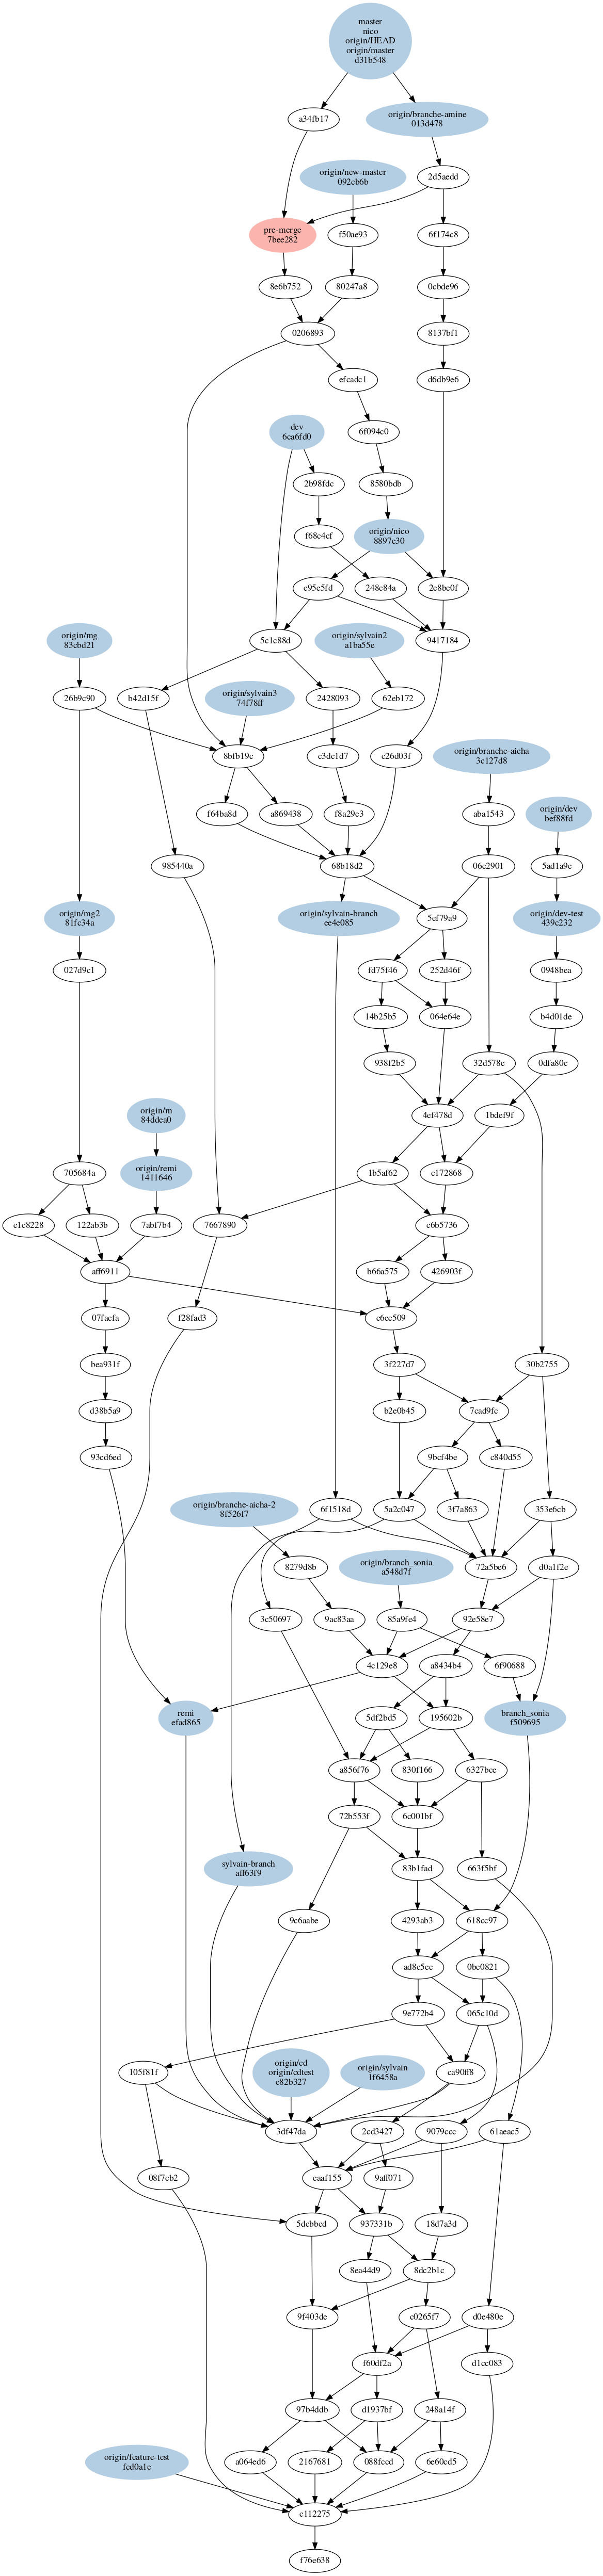 master
nico
origin/HEAD
origin/master
d31b548
a34fb17
origin/branche-amine
013d478
origin/new-master
092cb6b
2d5aedd
pre-merge
7bee282
f50ae93
6f174c8
8e6b752
80247a8
0cbde96
0206893
8137bf1
efcadc1
d6db9e6
dev
6ca6fd0
6f094c0
2b98fdc
8580bdb
f68c4cf
origin/nico
8897e30
c95e5fd
248c84a
2e8be0f
origin/mg
83cbd21
5c1c88d
origin/sylvain2
a1ba55e
9417184
26b9c90
b42d15f
origin/sylvain3
74f78ff
2428093
62eb172
8bfb19c
c3dc1d7
c26d03f
origin/branche-aicha
3c127d8
f64ba8d
a869438
f8a29e3
aba1543
origin/dev
bef88fd
985440a
68b18d2
06e2901
5ad1a9e
origin/mg2
81fc34a
origin/sylvain-branch
ee4e085
5ef79a9
origin/dev-test
439c232
027d9c1
fd75f46
252d46f
0948bea
14b25b5
064e64e
b4d01de
938f2b5
32d578e
0dfa80c
origin/m
84ddea0
4ef478d
1bdef9f
705684a
origin/remi
1411646
1b5af62
c172868
e1c8228
122ab3b
7abf7b4
7667890
c6b5736
aff6911
b66a575
426903f
07facfa
f28fad3
e6ee509
bea931f
3f227d7
30b2755
d38b5a9
b2e0b45
7cad9fc
93cd6ed
9bcf4be
c840d55
origin/branche-aicha-2
8f526f7
6f1518d
5a2c047
3f7a863
353e6cb
8279d8b
origin/branch_sonia
a548d7f
72a5be6
d0a1f2e
3c50697
9ac83aa
85a9fe4
92e58e7
4c129e8
a8434b4
6f90688
remi
efad865
5df2bd5
195602b
branch_sonia
f509695
a856f76
830f166
6327bce
72b553f
6c001bf
sylvain-branch
aff63f9
83b1fad
663f5bf
9c6aabe
4293ab3
618cc97
ad8c5ee
0be0821
9e772b4
065c10d
105f81f
origin/cd
origin/cdtest
e82b327
origin/sylvain
1f6458a
ca90ff8
3df47da
2cd3427
9079ccc
61aeac5
08f7cb2
eaaf155
9aff071
5dcbbcd
937331b
18d7a3d
8ea44d9
8dc2b1c
9f403de
c0265f7
d0e480e
f60df2a
d1cc083
97b4ddb
d1937bf
248a14f
origin/feature-test
fcd0a1e
a064ed6
2167681
088fccd
6e60cd5
c112275
f76e638